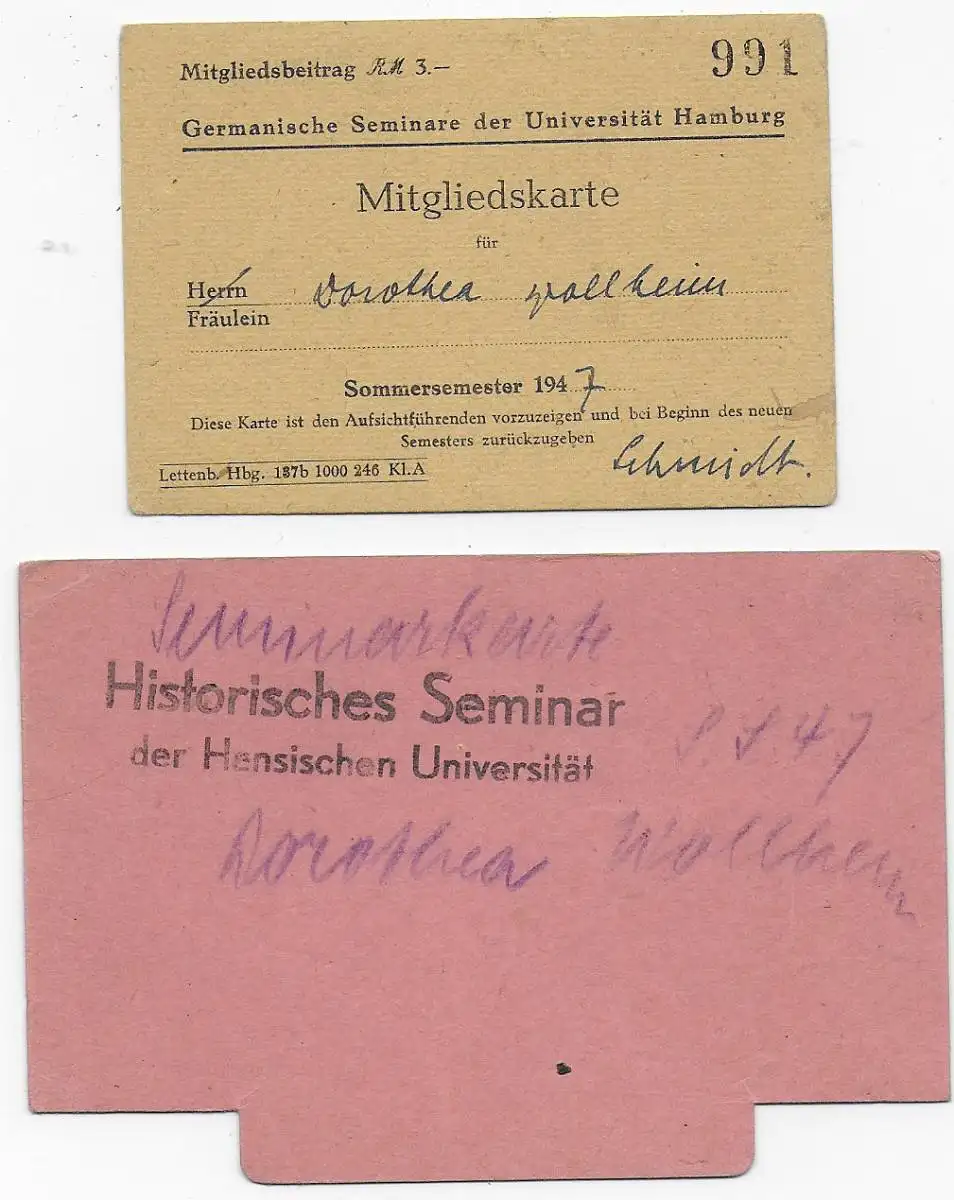 Mitgliedsbeitrag RM 3.—
991
Germanische Seminare der Universität Hamburg
Mitgliedskarte
für
Herrn Dorothea Wollheim
Fräulein
Sommersemester 1947
Diese Karte ist den Aufsichtführenden vorzuzeigen und bei Beginn des neuen
Semesters zurückzugeben
Schmidt.
Lettenb. Hbg. 187b 1000 246 Kl.A
Seminarkarte
Historisches Seminar
S. S. 47
der Hansischen Universität
Dorothea Wollheim